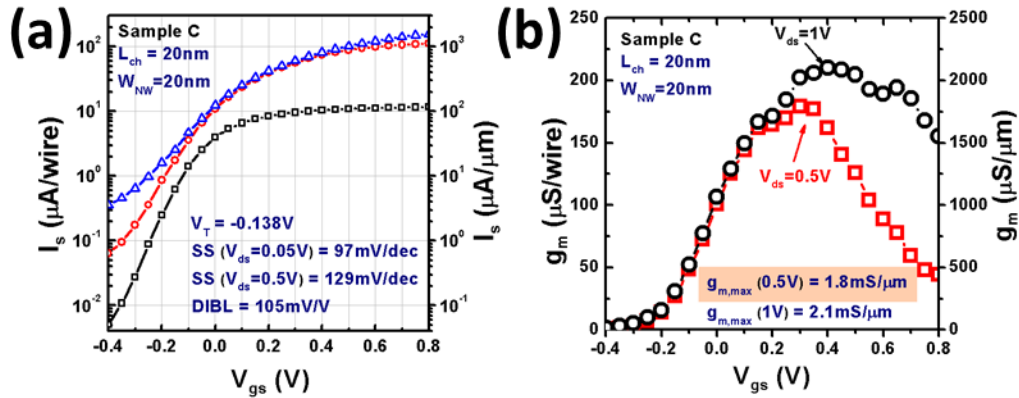 (a)
Sample C
L_ch = 20nm
W_NW=20nm
10^2
10^1
10^0
10^-1
10^-2
I_s (μA/wire)
10^3
10^2
10^1
10^0
10^-1
I_s (μA/μm)
V_T = -0.138V
SS (V_ds=0.05V) = 97mV/dec
SS (V_ds=0.5V) = 129mV/dec
DIBL = 105mV/V
-0.4 -0.2 0.0 0.2 0.4 0.6 0.8
V_gs (V)
(b)
Sample C
L_ch = 20nm
W_NW=20nm
V_ds=1V
V_ds=0.5V
250
200
150
100
50
0
g_m (μS/wire)
2500
2000
1500
1000
500
0
g_m (μS/μm)
g_m,max (0.5V) = 1.8mS/μm
g_m,max (1V) = 2.1mS/μm
-0.4 -0.2 0.0 0.2 0.4 0.6 0.8
V_gs (V)